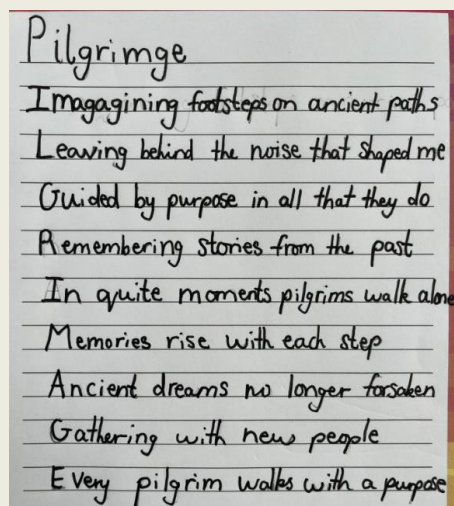 Pilgrimge
Imagagining footsteps on ancient paths
Leaving behind the noise that shaped me
Guided by purpose in all that they do
Remembering stories from the past
In quite moments pilgrims walk alone
Memories rise with each step
Ancient dreams no longer forsaken
Gathering with new people
Every pilgrim walks with a purpose